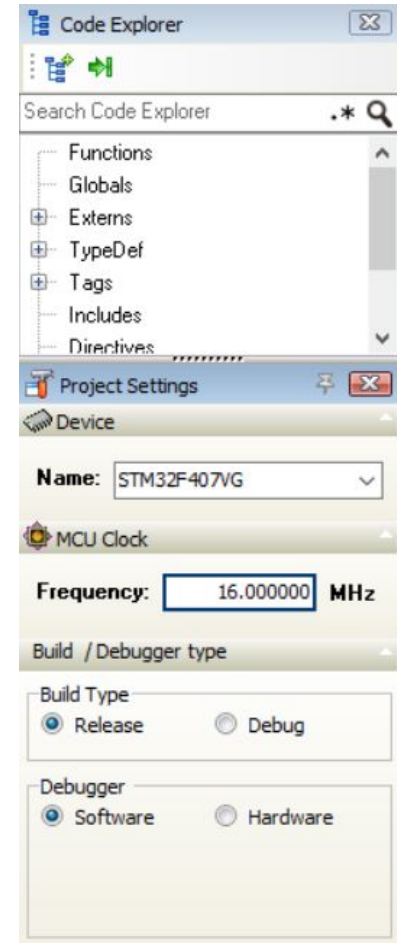 Code Explorer
Search Code Explorer .*
Functions
Globals
Externs
TypeDef
Tags
Includes
Directives
Project Settings
Device
Name: STM32F407VG
MCU Clock
Frequency: 16.000000 MHz
Build / Debugger type
Build Type
Release Debug
Debugger
Software Hardware